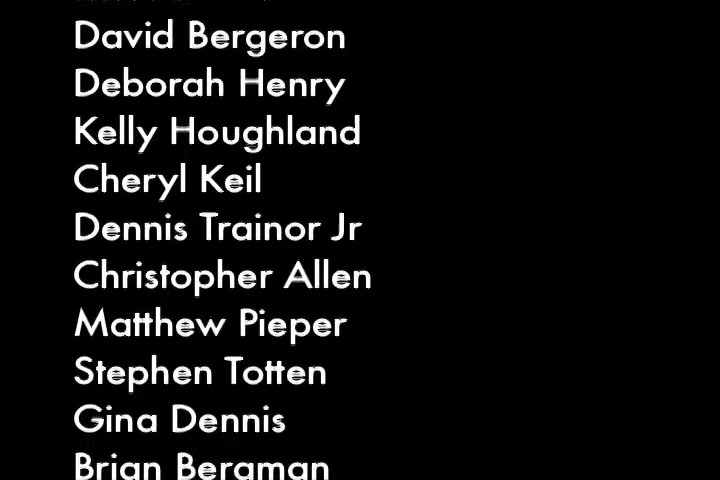 David Bergeron
Deborah Henry
Kelly Houghland
Cheryl Keil
Dennis Trainor Jr
Christopher Allen
Matthew Pieper
Stephen Totten
Gina Dennis
Brian Bergman